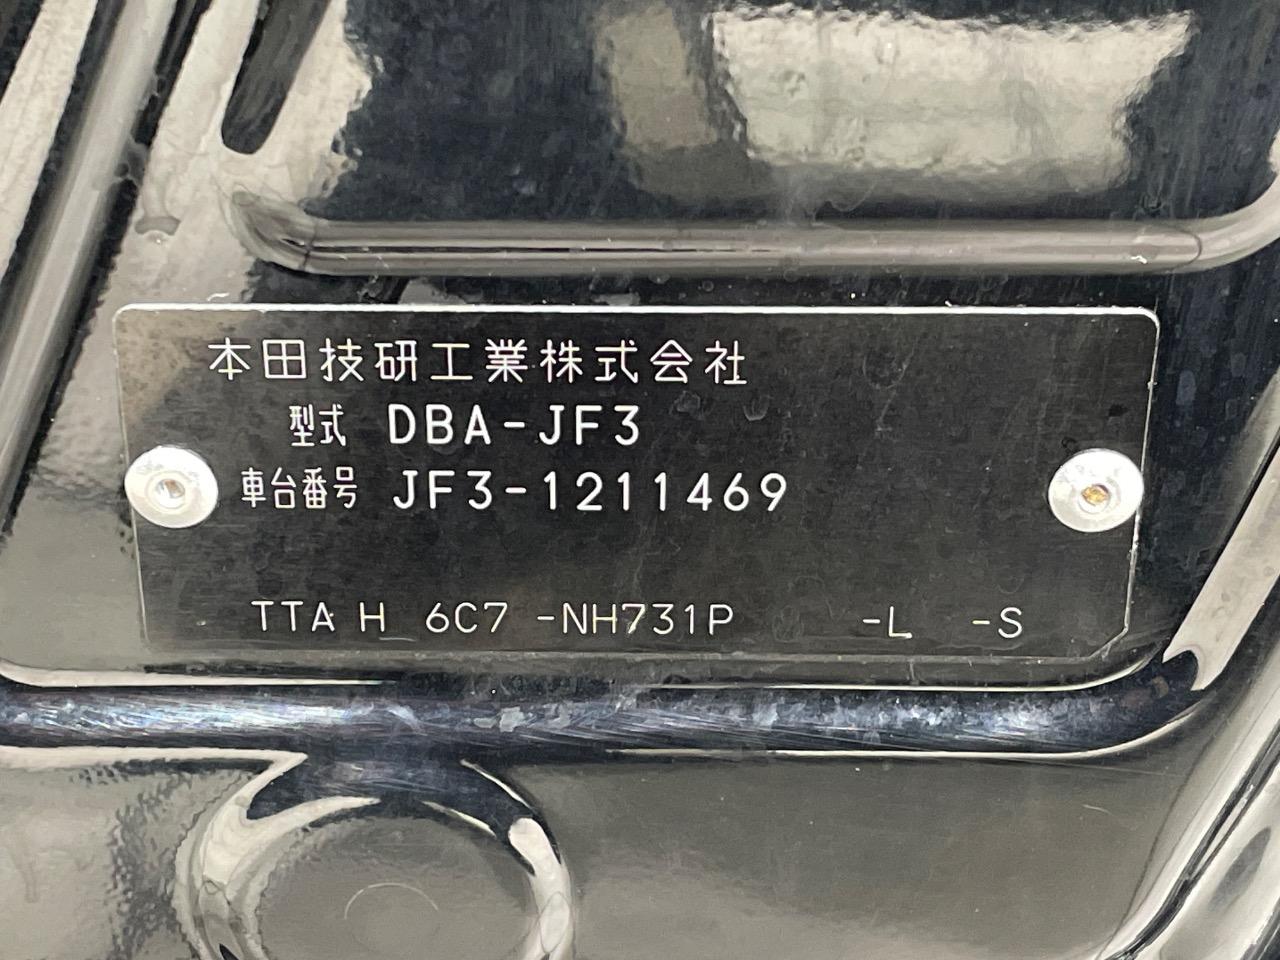 本田技研工業株式会社
型式 DBA-JF3
車台番号 JF3-1211469
TTA H 6C7 -NH731P -L -S